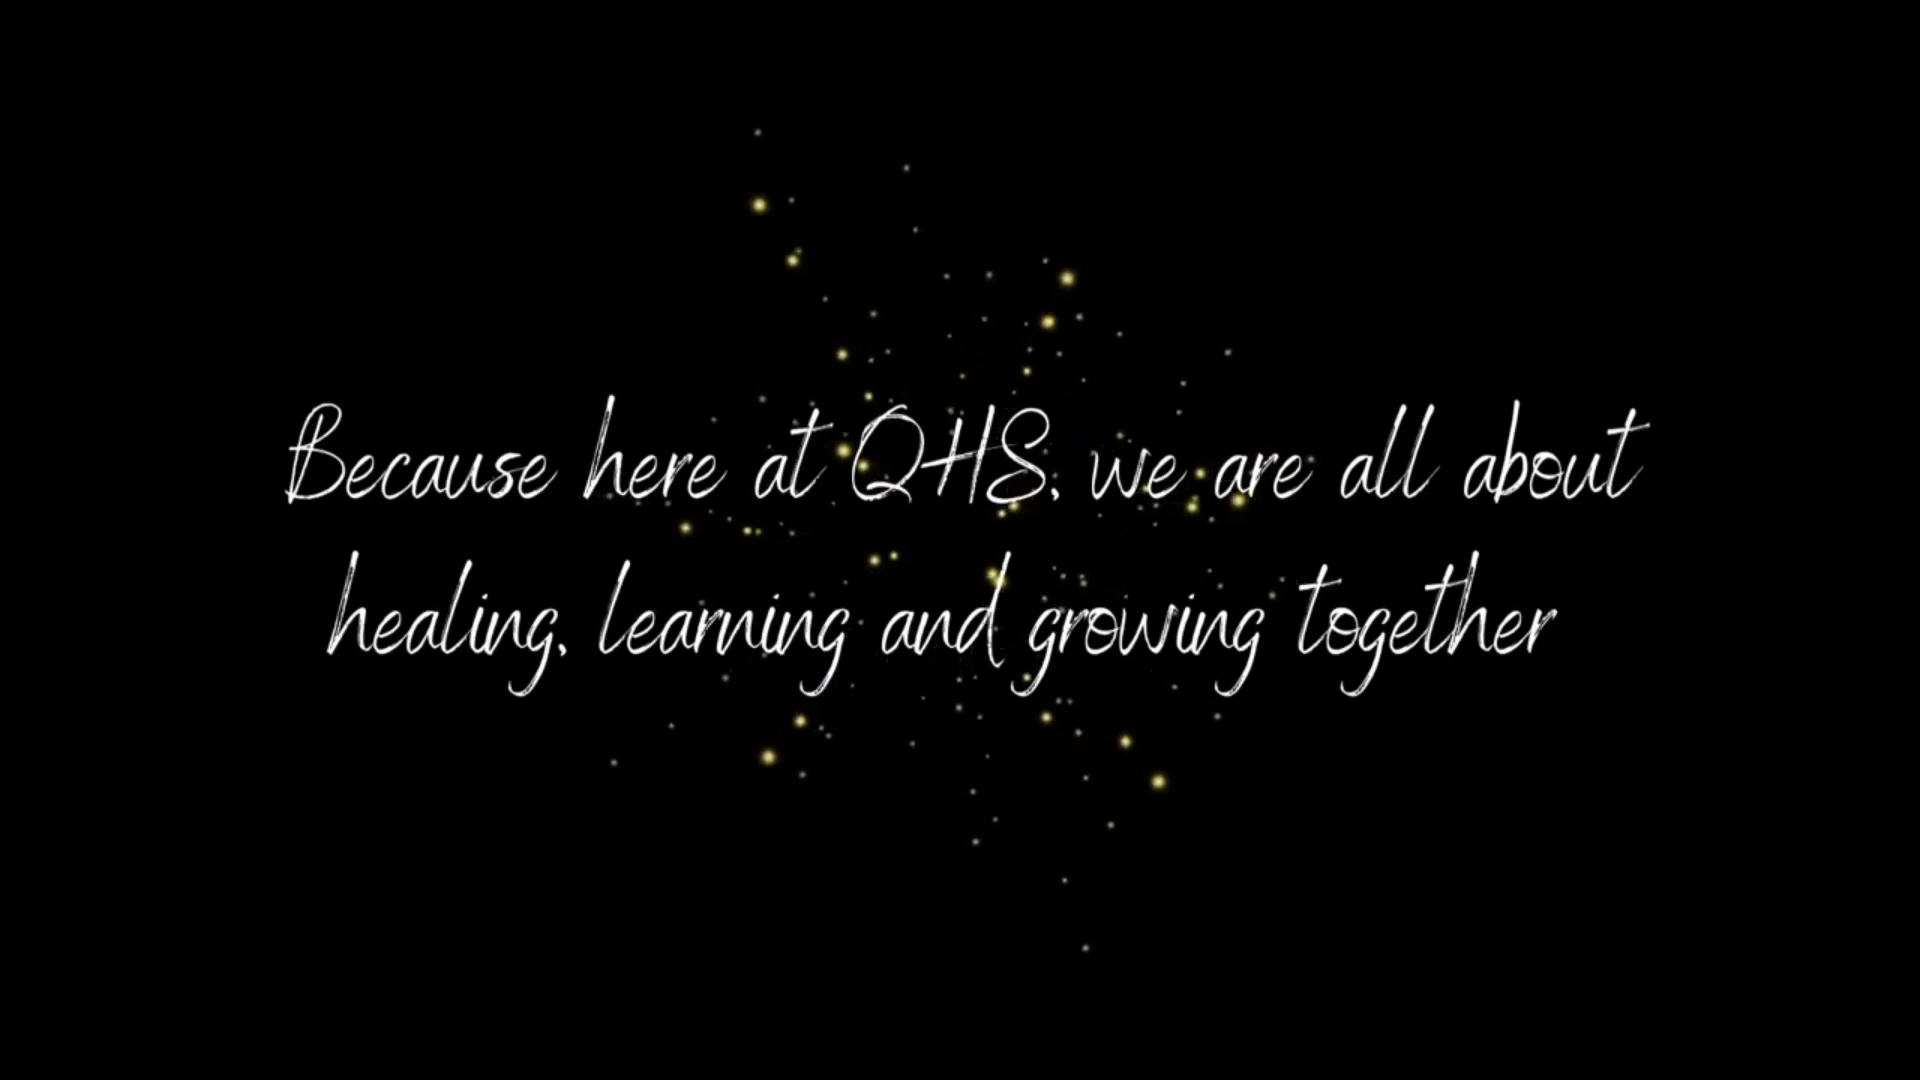 Because here at QHS, we are all about
healing, learning and growing together